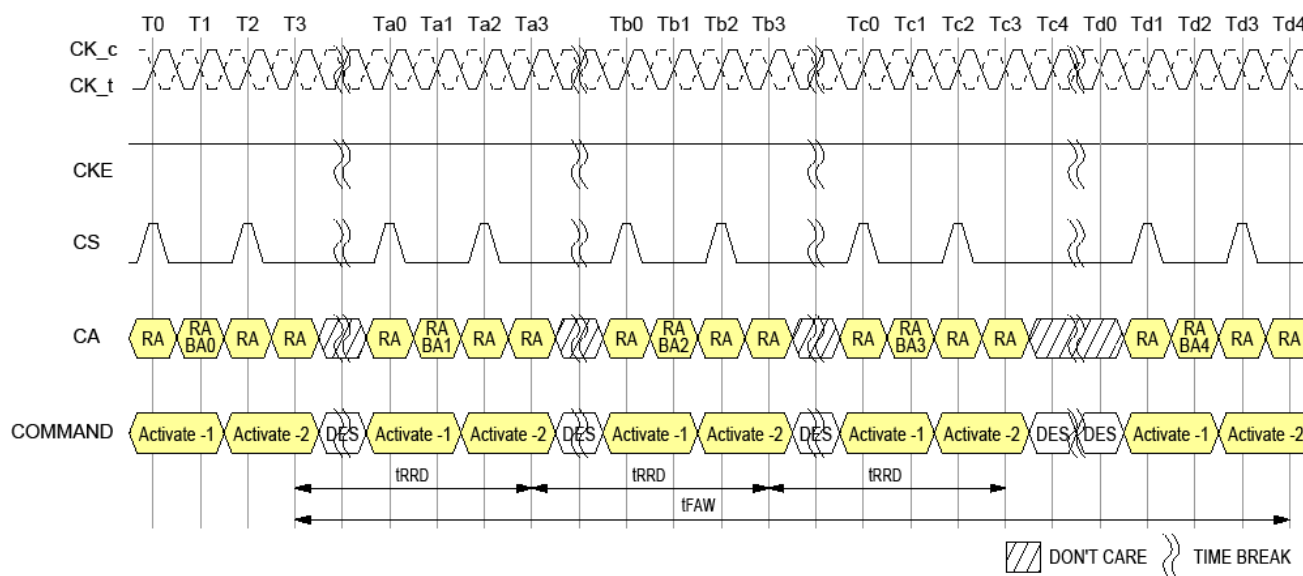 T0 T1 T2 T3 Ta0 Ta1 Ta2 Ta3 Tb0 Tb1 Tb2 Tb3 Tc0 Tc1 Tc2 Tc3 Tc4 Td0 Td1 Td2 Td3 Td4
CK_c
CK_t
CKE
CS
CA RA RA BA0 RA RA RA RA BA1 RA RA RA RA BA2 RA RA RA RA BA3 RA RA RA RA BA4 RA RA
COMMAND Activate -1 Activate -2 DES Activate -1 Activate -2 DES Activate -1 Activate -2 DES Activate -1 Activate -2 DES DES Activate -1 Activate -2
tRRD tRRD tRRD
tFAW
DON'T CARE TIME BREAK